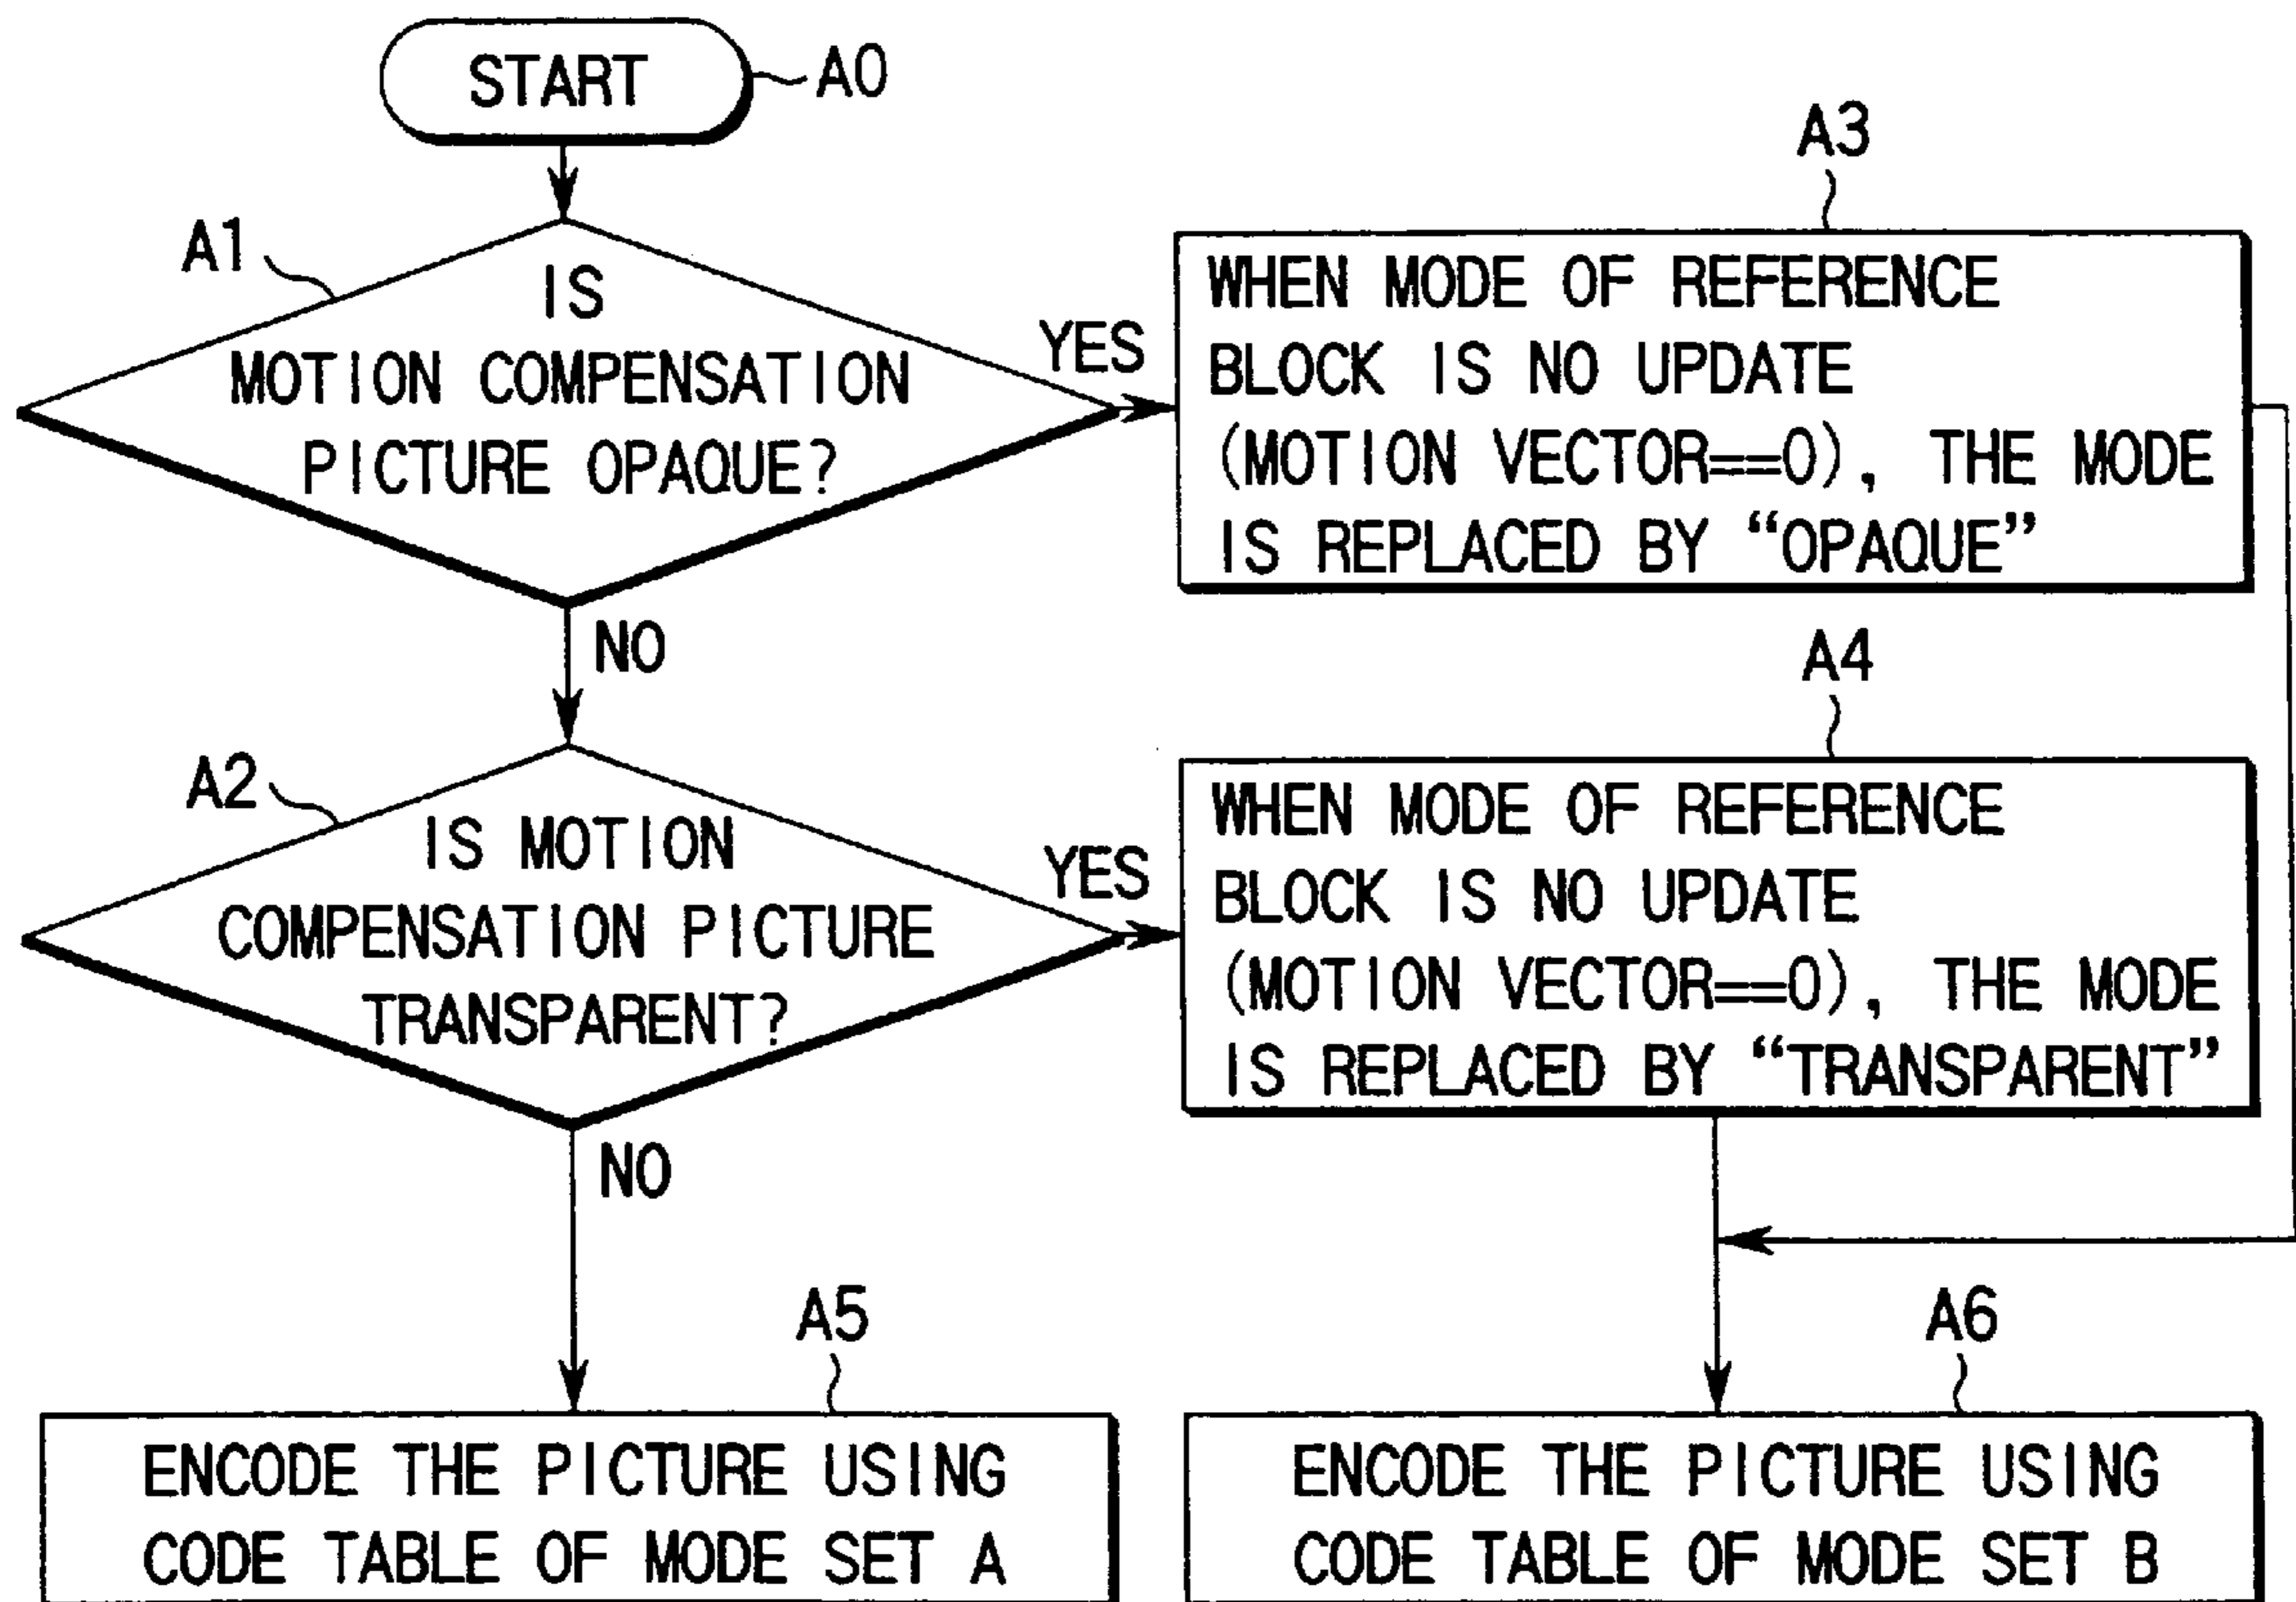 START
A0
A1
IS
MOTION COMPENSATION
PICTURE OPAQUE?
YES
NO
A3
WHEN MODE OF REFERENCE
BLOCK IS NO UPDATE
(MOTION VECTOR==0), THE MODE
IS REPLACED BY “OPAQUE”
A2
IS MOTION
COMPENSATION PICTURE
TRANSPARENT?
YES
NO
A4
WHEN MODE OF REFERENCE
BLOCK IS NO UPDATE
(MOTION VECTOR==0), THE MODE
IS REPLACED BY “TRANSPARENT”
A5
ENCODE THE PICTURE USING
CODE TABLE OF MODE SET A
A6
ENCODE THE PICTURE USING
CODE TABLE OF MODE SET B